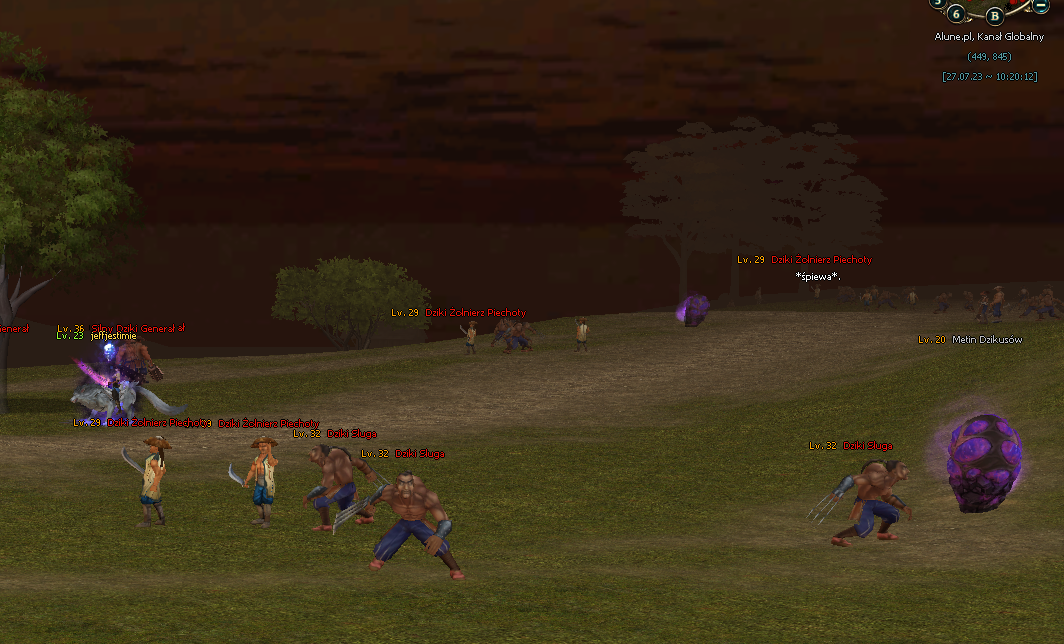 6
B
Alune.pl, Kanał Globalny
(449, 845)
[27.07.23 ~ 10:20:12]
Lv. 29 Dziki Żołnierz Piechoty
*śpiewa*.
Lv. 29 Dziki Żołnierz Piechoty
Lv. 36 Silny Dziki Generał
Lv. 23 jeffjestimie
Lv. 20 Metin Dzikusów
Lv. 29 Dziki Żołnierz Piechoty
Dziki Żołnierz Piechoty
Lv. 32 Dziki Sługa
Lv. 32 Dziki Sługa
Lv. 32 Dziki Sługa